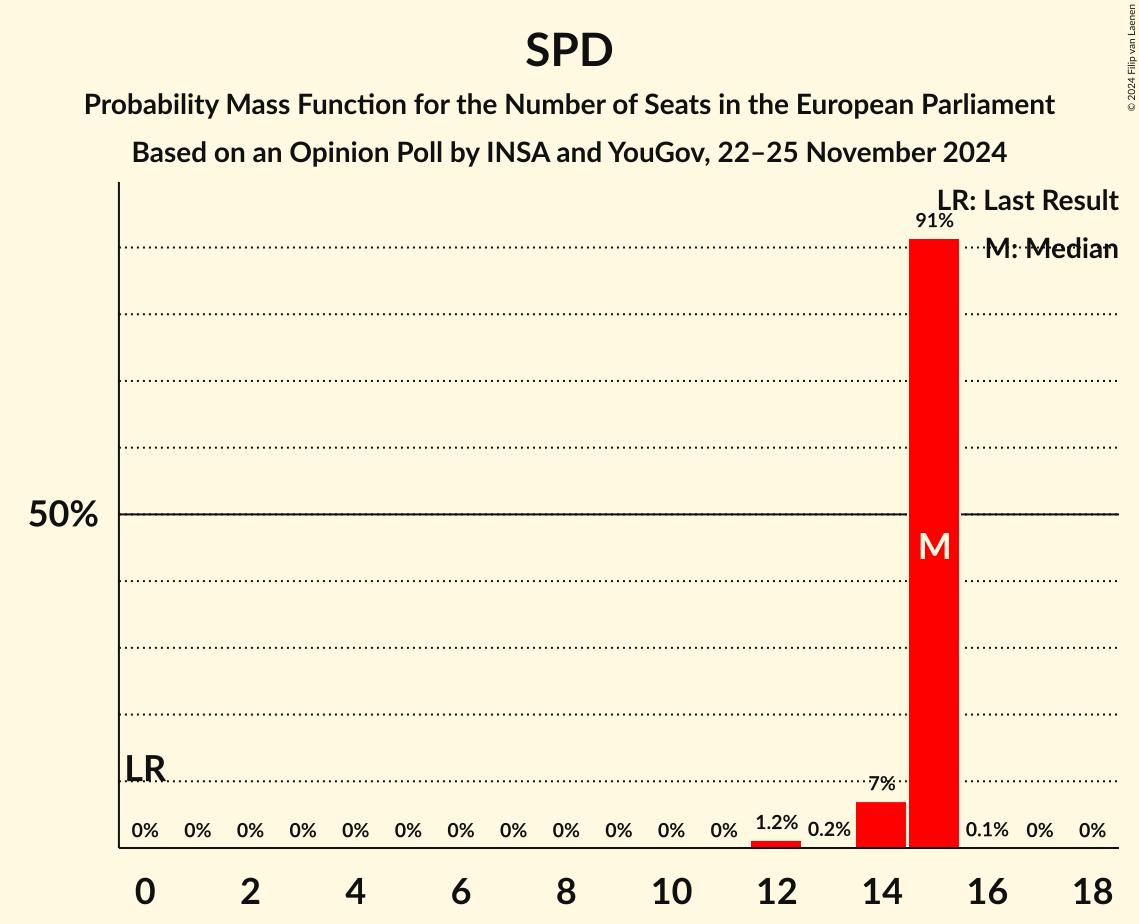 SPD
Probability Mass Function for the Number of Seats in the European Parliament
Based on an Opinion Poll by INSA and YouGov, 22–25 November 2024
© 2024 Filip van Laenen
LR: Last Result
M: Median
91%
50%
M
LR
7%
0% 0% 0% 0% 0% 0% 0% 0% 0% 0% 0% 0% 1.2% 0.2% 0.1% 0% 0%
0 2 4 6 8 10 12 14 16 18